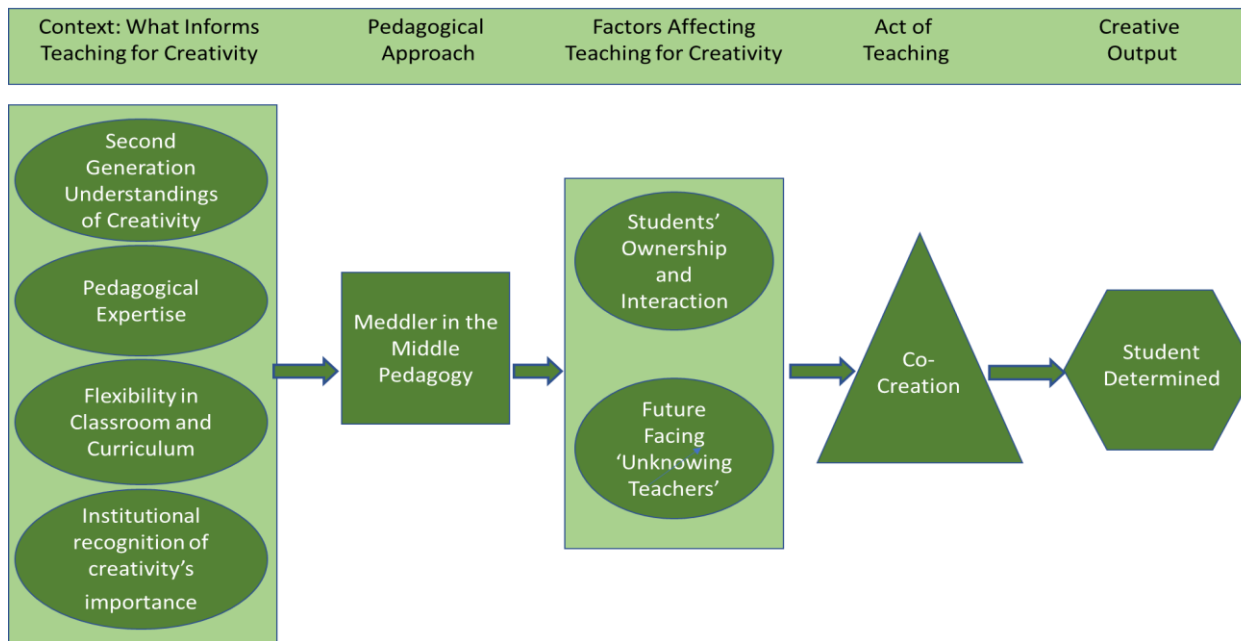 Context: What Informs
Teaching for Creativity
Pedagogical
Approach
Factors Affecting
Teaching for Creativity
Act of
Teaching
Creative
Output
Second
Generation
Understandings
of Creativity
Pedagogical
Expertise
Flexibility in
Classroom and
Curriculum
Institutional
recognition of
creativity's
importance
Meddler in the
Middle
Pedagogy
Students'
Ownership
and
Interaction
Future
Facing
'Unknowing
Teachers'
Co-
Creation
Student
Determined